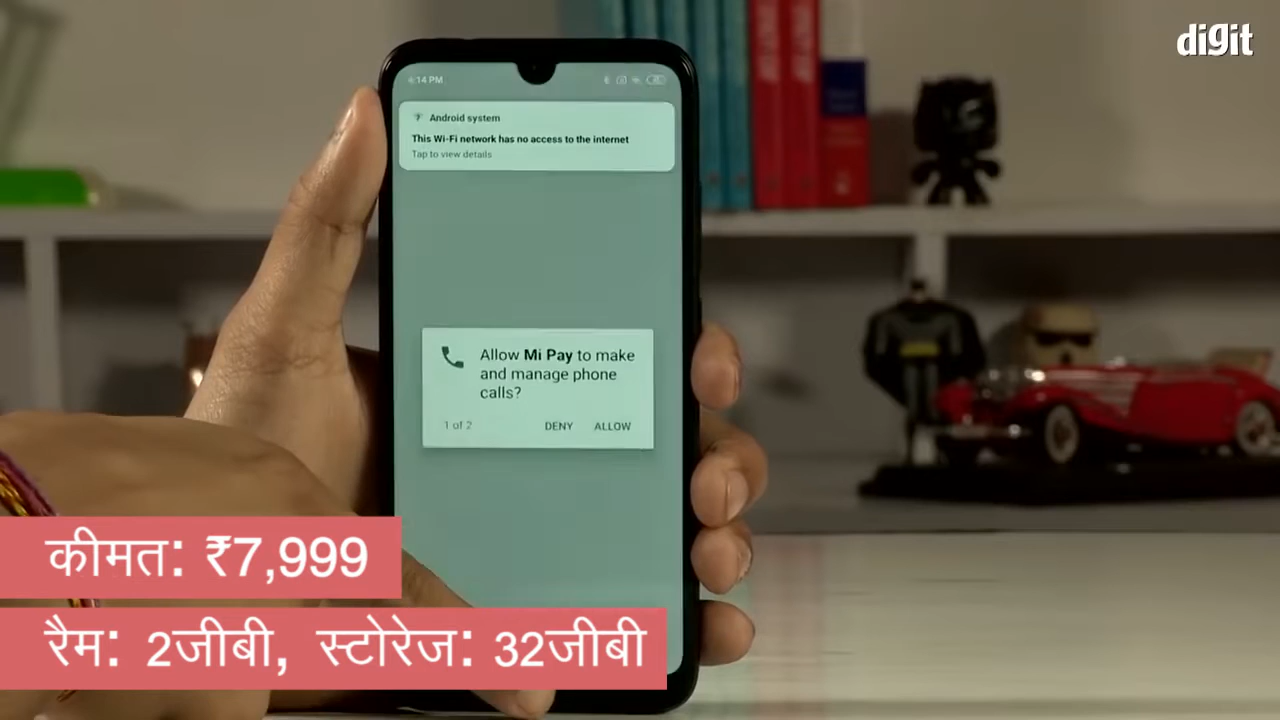 digit
6:14 PM
Android system
This Wi-Fi network has no access to the internet
Tap to view details
Allow Mi Pay to make
and manage phone
calls?
1 of 2 DENY ALLOW
कीमत: ₹7,999
रैम: 2जीबी, स्टोरेज: 32जीबी